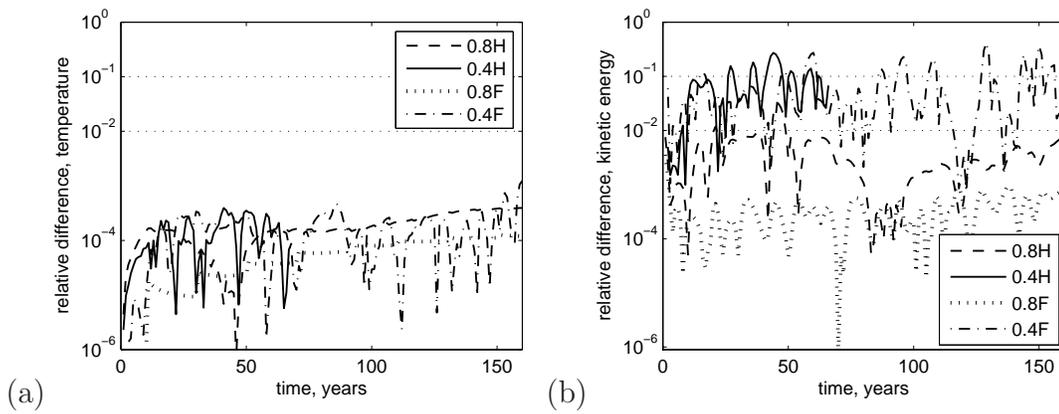 10^0
10^-1
10^-2
10^-4
10^-6
relative difference, temperature
0.8H
0.4H
0.8F
0.4F
0
50
100
150
time, years
(a)
10^0
10^-1
10^-2
10^-4
10^-6
relative difference, kinetic energy
0.8H
0.4H
0.8F
0.4F
0
50
100
150
time, years
(b)